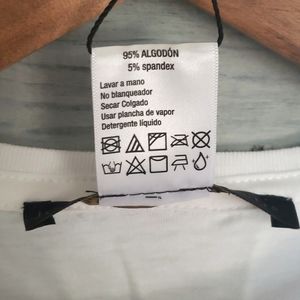 95% ALGODÓN
5% spandex
Lavar a mano
No blanqueador
Secar Colgado
Usar plancha de vapor
Detergente líquido